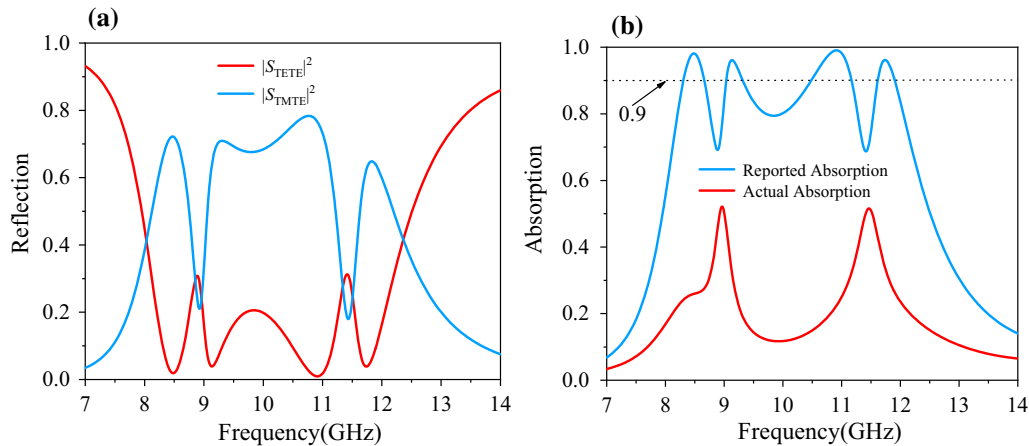 (a)
1.0
0.8
0.6
0.4
0.2
0.0
Reflection
|S_TETE|²
|S_TMTE|²
7 8 9 10 11 12 13 14
Frequency(GHz)
(b)
1.0
0.8
0.6
0.4
0.2
0.0
Absorption
0.9
Reported Absorption
Actual Absorption
7 8 9 10 11 12 13 14
Frequency(GHz)